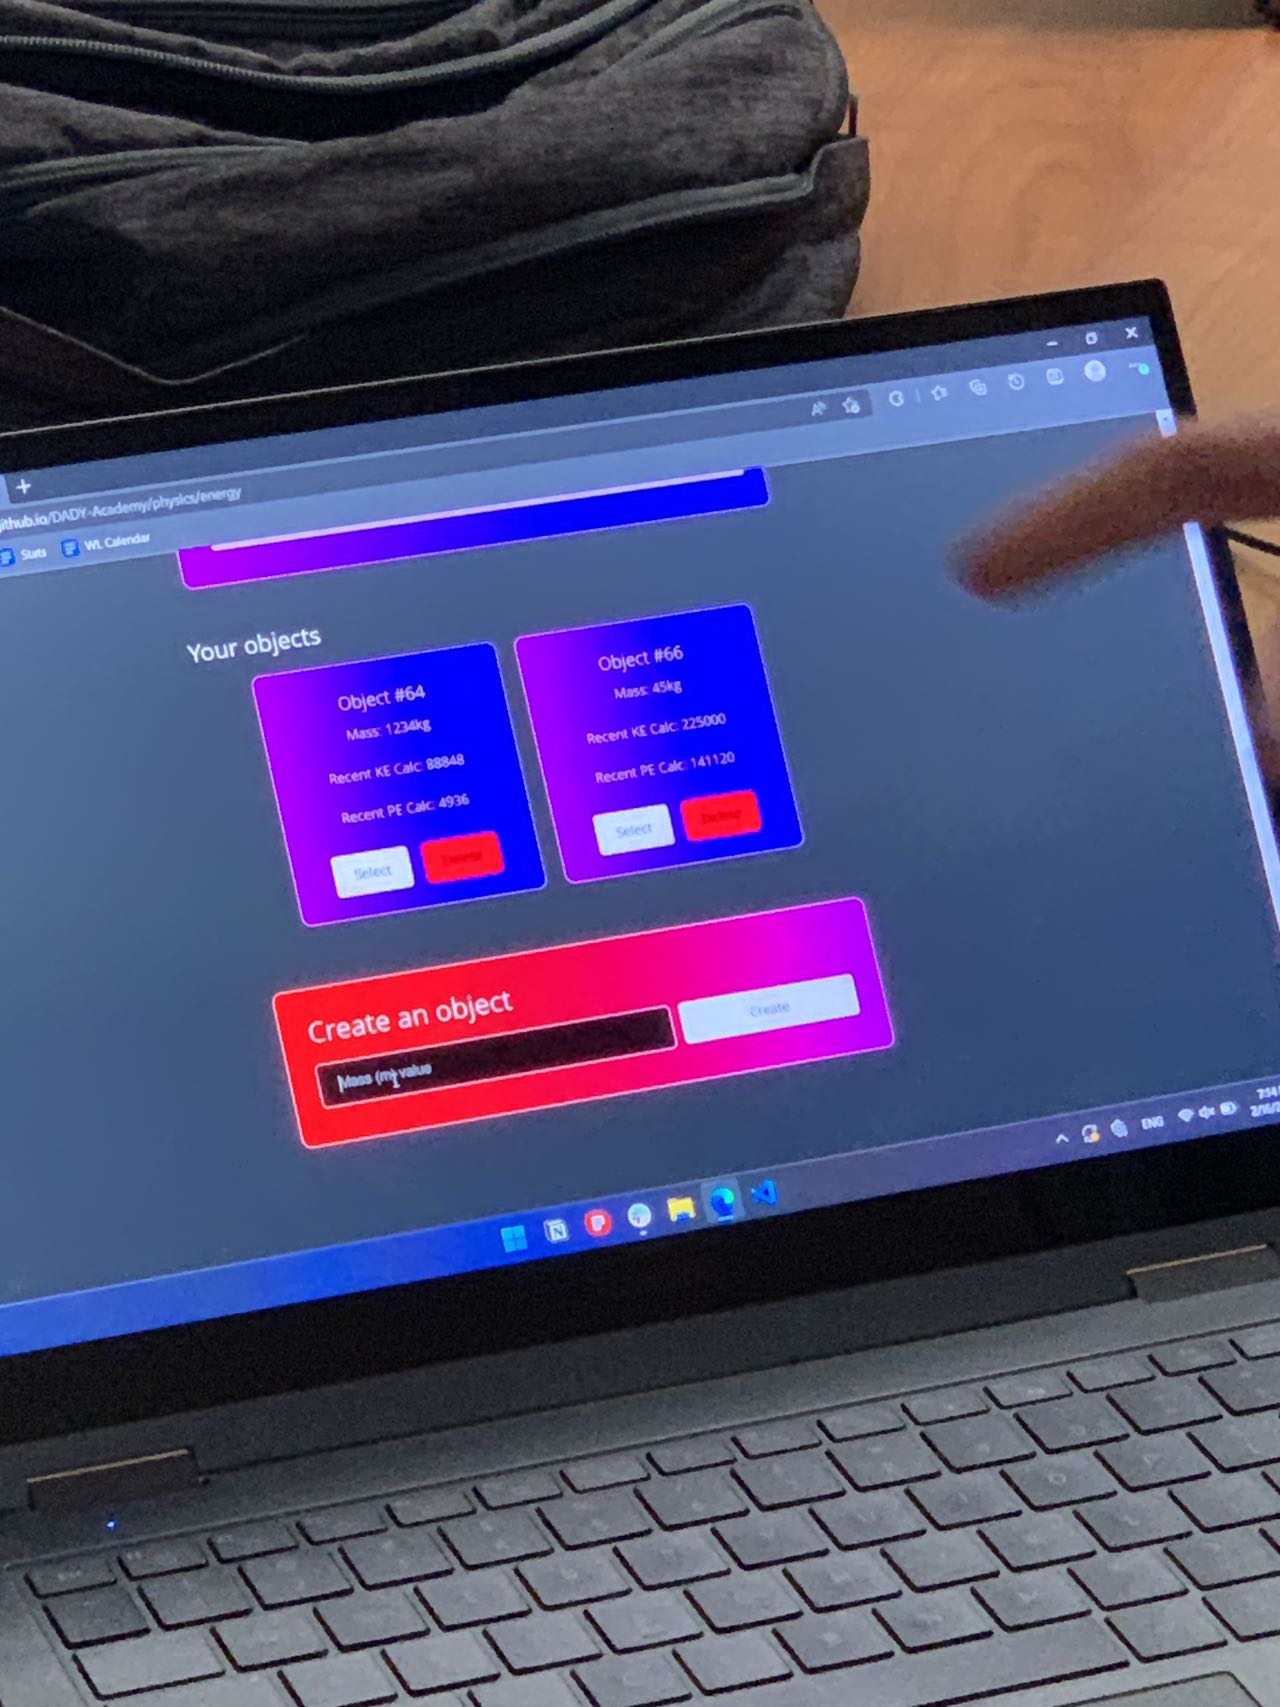 github.io/DADY-Academy/physics/energy
Stats
WL Calendar
Your objects
Object #64
Mass: 1234kg
Recent KE Calc: 88848
Recent PE Calc: 4936
Select
Delete
Object #66
Mass: 45kg
Recent KE Calc: 225000
Recent PE Calc: 141120
Select
Delete
Create an object
Mass (m) value
Create
ENG